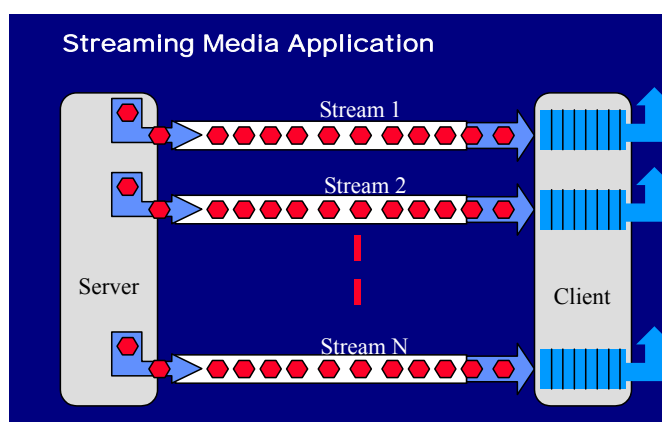 Streaming Media Application
Stream 1
Stream 2
Server
Client
Stream N